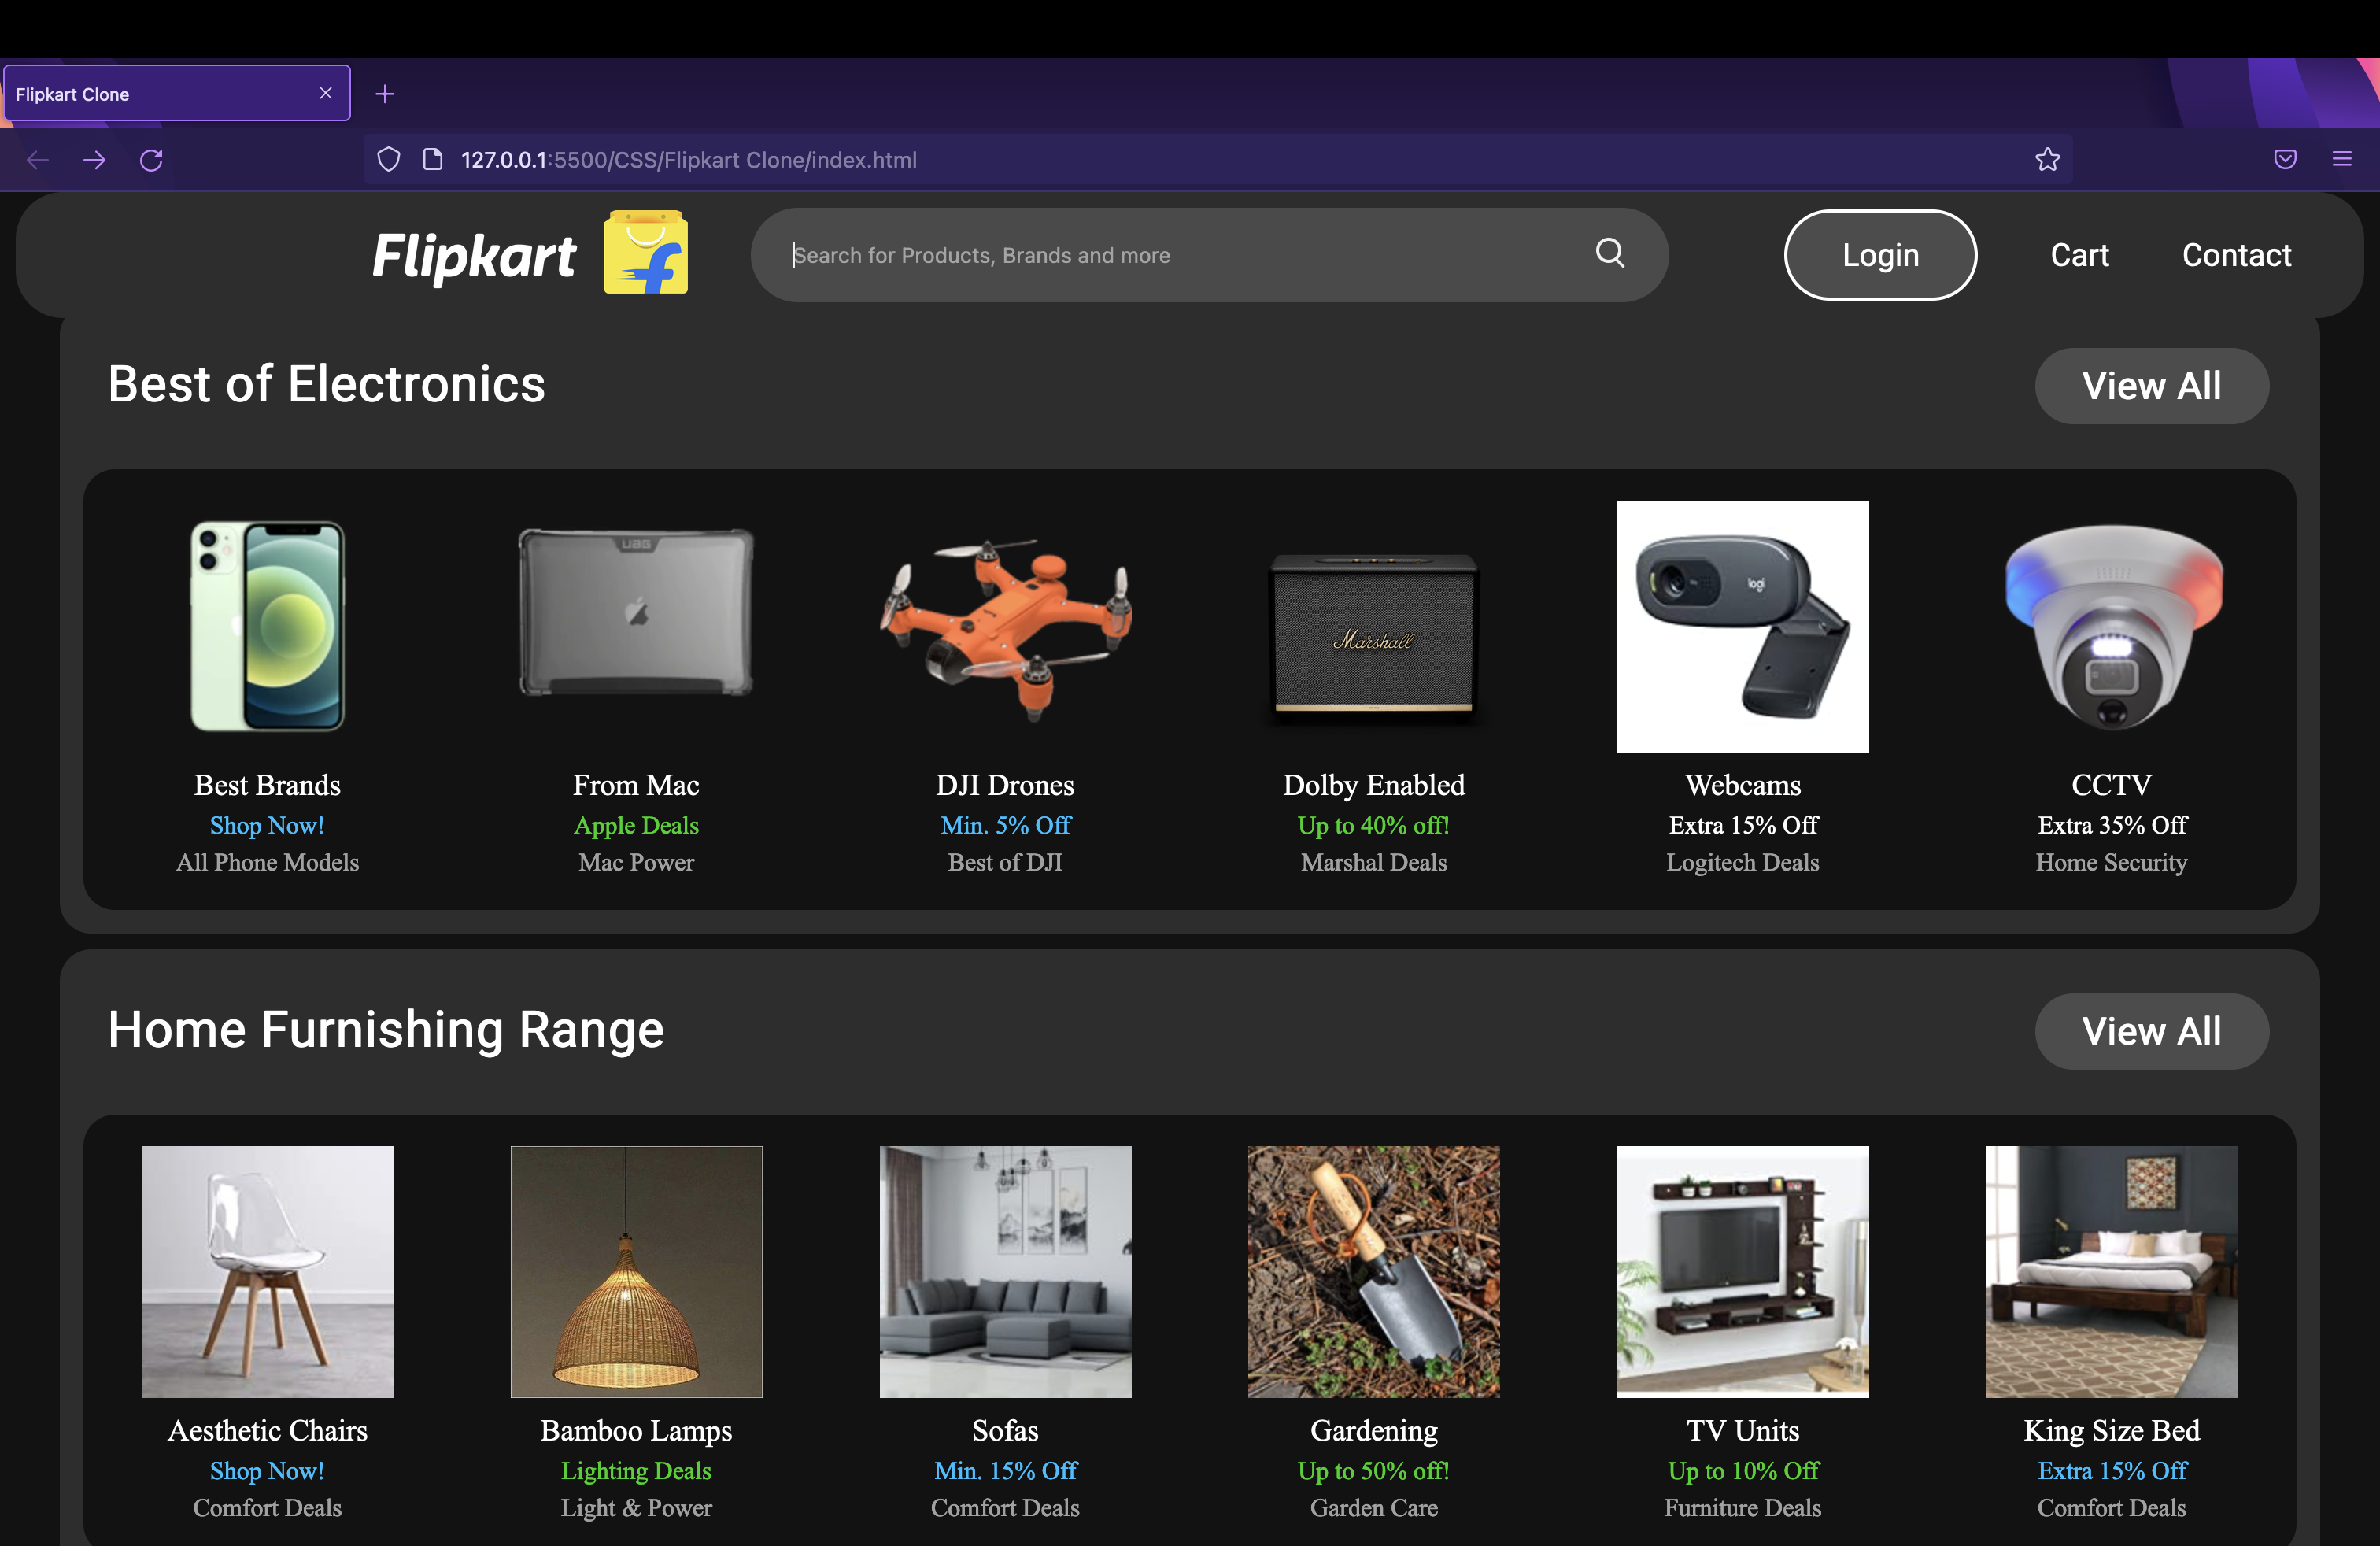 Flipkart Clone
127.0.0.1:5500/CSS/Flipkart Clone/index.html
Flipkart
f
Search for Products, Brands and more
Login
Cart
Contact
Best of Electronics
View All
UAG
Marshall
logi
Best Brands
From Mac
DJI Drones
Dolby Enabled
Webcams
CCTV
Shop Now!
Apple Deals
Min. 5% Off
Up to 40% off!
Extra 15% Off
Extra 35% Off
All Phone Models
Mac Power
Best of DJI
Marshal Deals
Logitech Deals
Home Security
Home Furnishing Range
View All
Aesthetic Chairs
Bamboo Lamps
Sofas
Gardening
TV Units
King Size Bed
Shop Now!
Lighting Deals
Min. 15% Off
Up to 50% off!
Up to 10% Off
Extra 15% Off
Comfort Deals
Light & Power
Comfort Deals
Garden Care
Furniture Deals
Comfort Deals